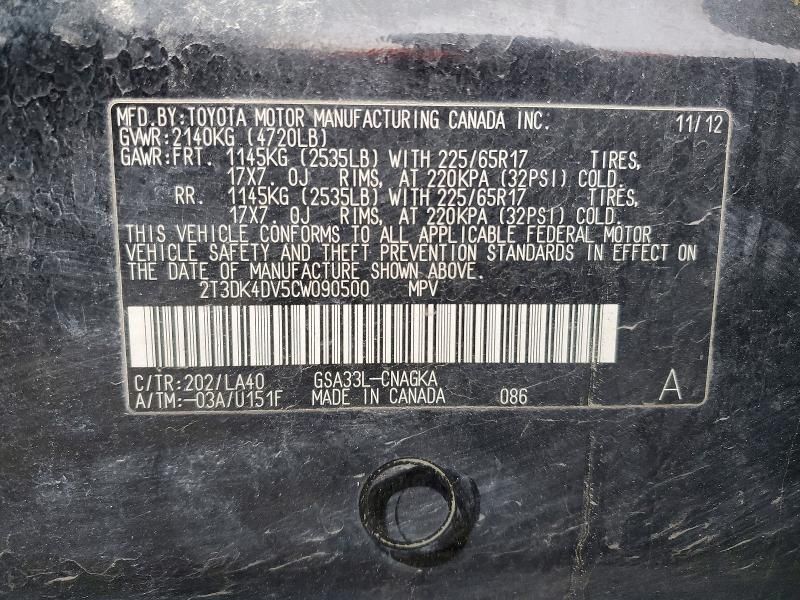 MFD.BY:TOYOTA MOTOR MANUFACTURING CANADA INC. 11/12
GVWR:2140KG (4720LB)
GAWR:FRT. 1145KG (2535LB) WITH 225/65R17 TIRES,
17X7.0J RIMS, AT 220KPA (32PSI) COLD.
RR. 1145KG (2535LB) WITH 225/65R17 TIRES,
17X7.0J RIMS, AT 220KPA (32PSI) COLD.
THIS VEHICLE CONFORMS TO ALL APPLICABLE FEDERAL MOTOR
VEHICLE SAFETY AND THEFT PREVENTION STANDARDS IN EFFECT ON
THE DATE OF MANUFACTURE SHOWN ABOVE.
2T3DK4DV5CW090500 MPV
C/TR:202/LA40 GSA33L-CNAGKA
A/TM:-03A/U151F MADE IN CANADA 086 A